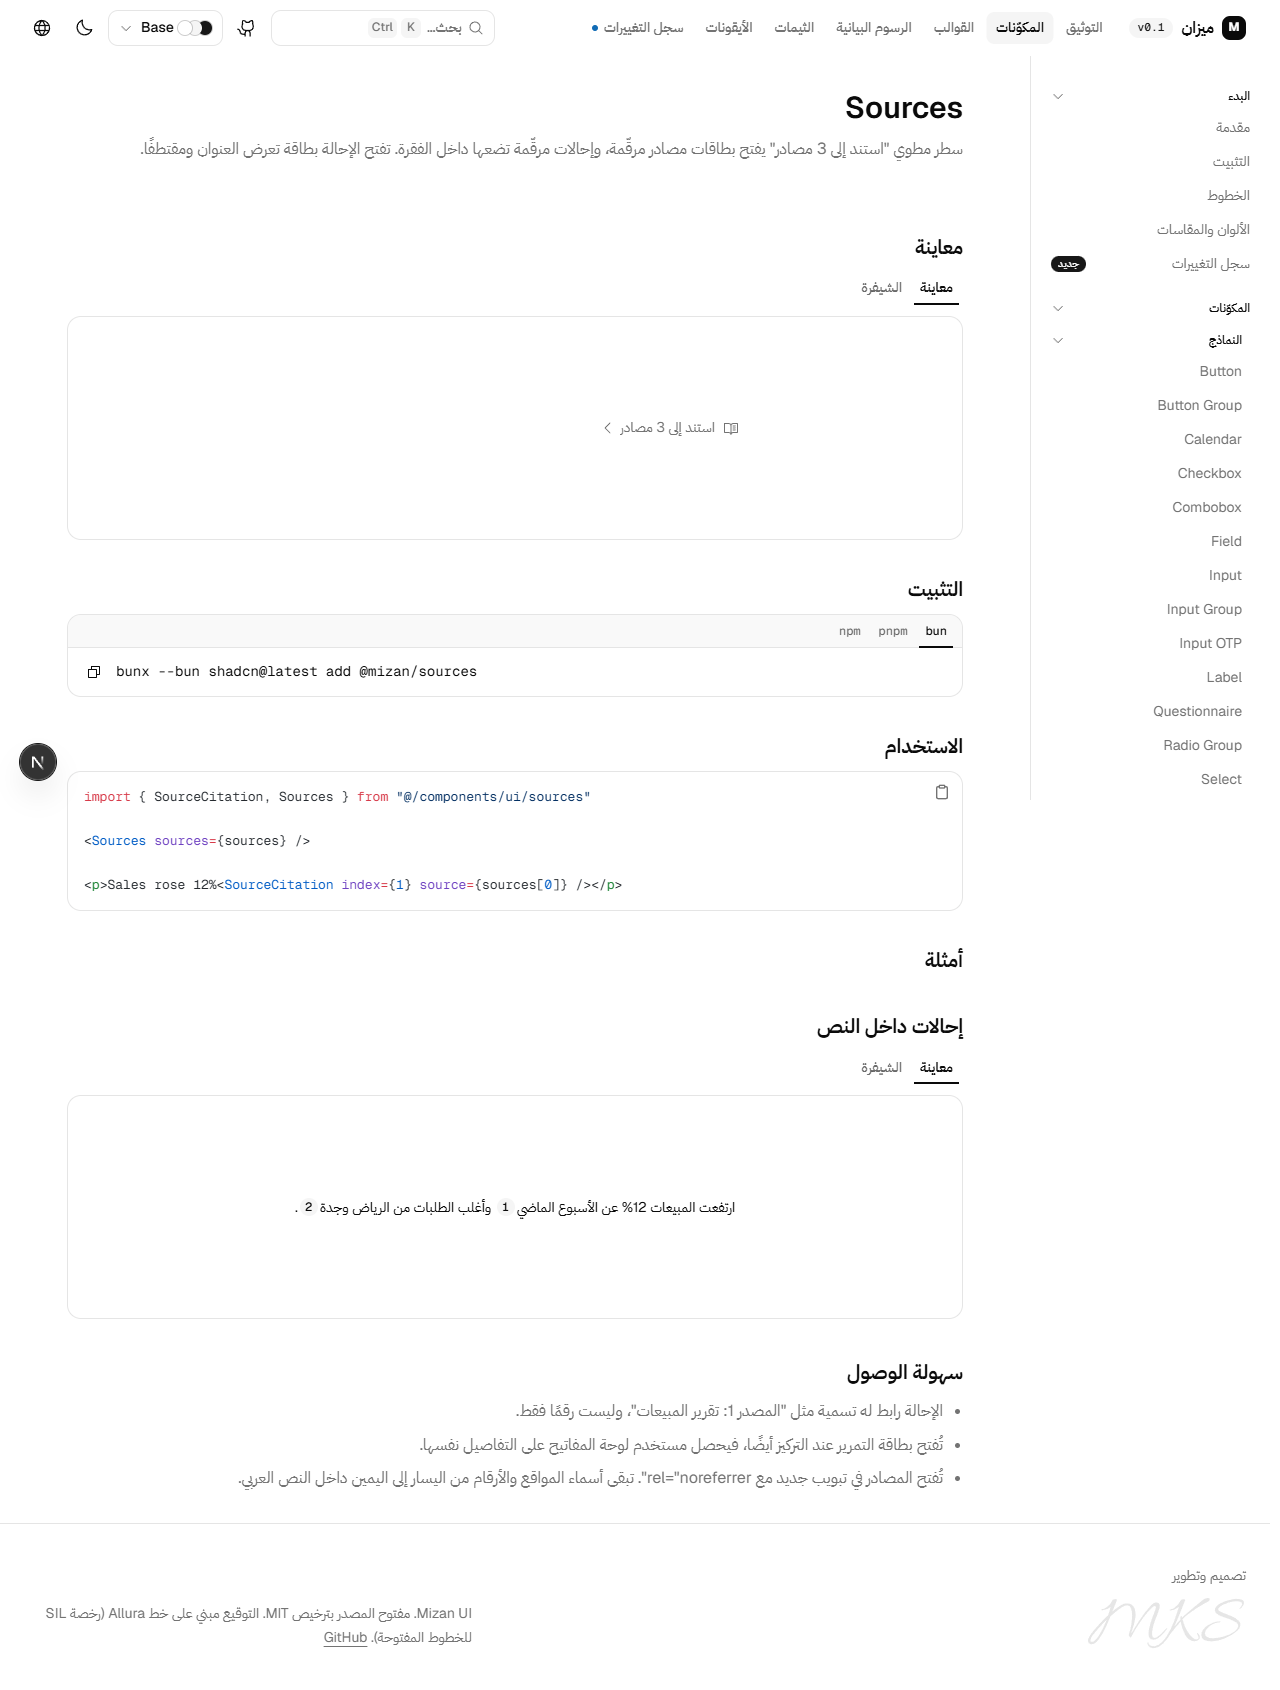 M ميزان v0.1 التوثيق المكوّنات القوالب الرسوم البيانية الثيمات الأيقونات سجل التغييرات بحث... K Ctrl Base
البدء
مقدمة
التثبيت
الخطوط
الألوان والمقاسات
سجل التغييرات جديد
المكوّنات
النماذج
Button
Button Group
Calendar
Checkbox
Combobox
Field
Input
Input Group
Input OTP
Label
Questionnaire
Radio Group
Select
Sources
سطر مطوي "استند إلى 3 مصادر" يفتح بطاقات مصادر مرقّمة، وإحالات مرقّمة تضعها داخل الفقرة. تفتح الإحالة بطاقة تعرض العنوان ومقتطفًا.
معاينة
معاينة الشيفرة
استند إلى 3 مصادر
التثبيت
bun pnpm npm
bunx --bun shadcn@latest add @mizan/sources
الاستخدام
import { SourceCitation, Sources } from "@/components/ui/sources"
<Sources sources={sources} />
<p>Sales rose 12%<SourceCitation index={1} source={sources[0]} /></p>
أمثلة
إحالات داخل النص
معاينة الشيفرة
ارتفعت المبيعات 12% عن الأسبوع الماضي 1 وأغلب الطلبات من الرياض وجدة 2 .
سهولة الوصول
• الإحالة رابط له تسمية مثل "المصدر 1: تقرير المبيعات"، وليست رقمًا فقط.
• تُفتح بطاقة التمرير عند التركيز أيضًا، فيحصل مستخدم لوحة المفاتيح على التفاصيل نفسها.
• تُفتح المصادر في تبويب جديد مع rel="noreferrer". تبقى أسماء المواقع والأرقام من اليسار إلى اليمين داخل النص العربي.
تصميم وتطوير
MKS
Mizan UI. مفتوح المصدر بترخيص MIT. التوقيع مبني على خط Allura (رخصة SIL
للخطوط المفتوحة). GitHub
N